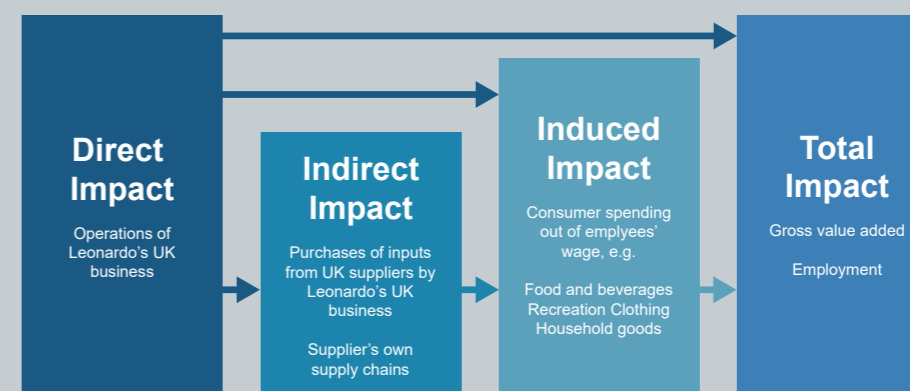 Direct
Impact
Operations of
Leonardo's UK
business
Indirect
Impact
Purchases of inputs
from UK suppliers by
Leonardo's UK
business
Supplier's own
supply chains
Induced
Impact
Consumer spending
out of emplyees'
wage, e.g.
Food and beverages
Recreation Clothing
Household goods
Total
Impact
Gross value added
Employment